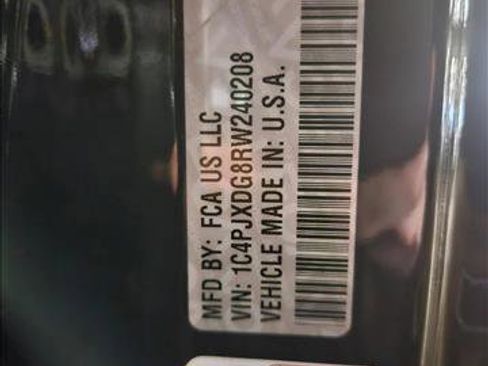 MFD BY: FCA US LLC
VIN: 1C4PJXDG8RW240208
VEHICLE MADE IN: U.S.A.